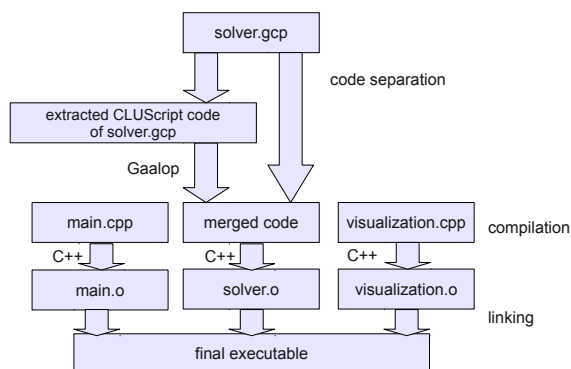 solver.gcp
code separation
extracted CLUScript code
of solver.gcp
Gaalop
main.cpp
merged code
visualization.cpp
compilation
C++
C++
C++
main.o
solver.o
visualization.o
linking
final executable